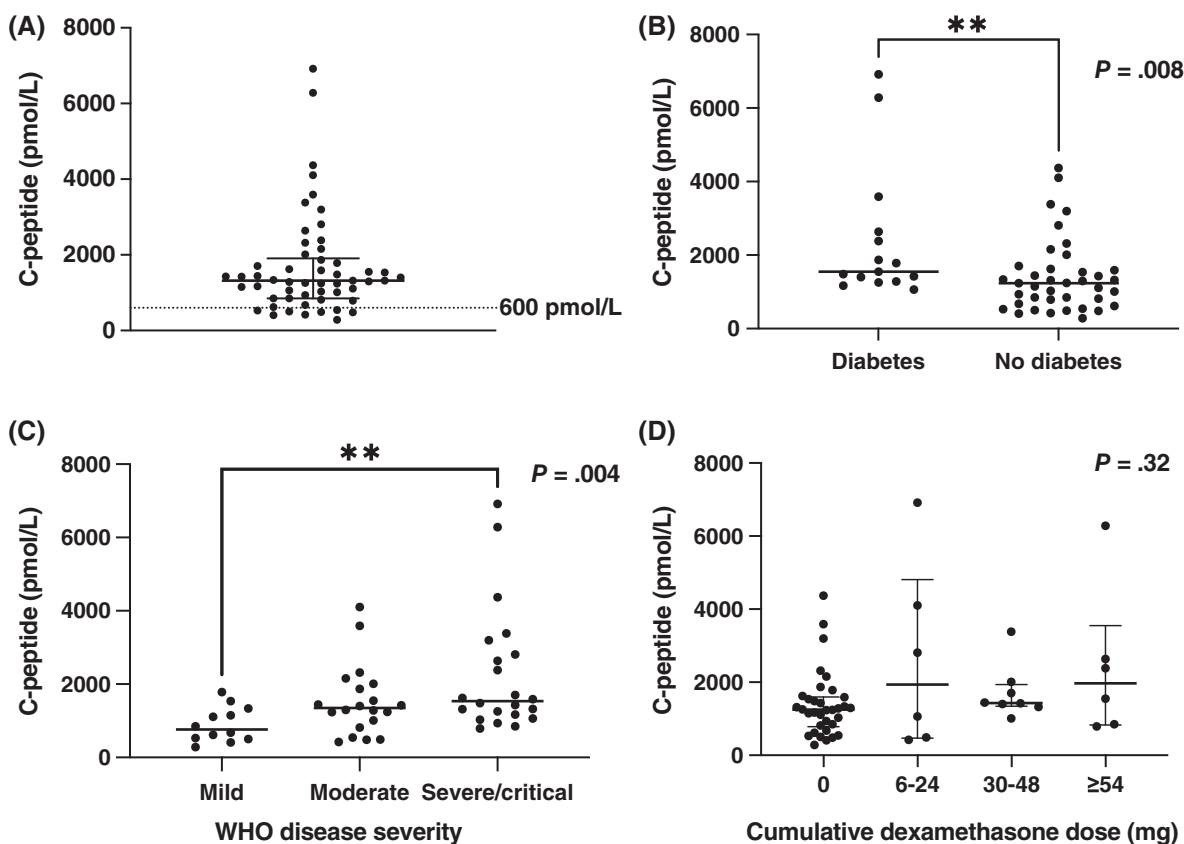 (A)
8000
6000
4000
2000
0
C-peptide (pmol/L)
600 pmol/L
(B)
8000
6000
4000
2000
0
C-peptide (pmol/L)
**
P = .008
Diabetes No diabetes
(C)
8000
6000
4000
2000
0
C-peptide (pmol/L)
**
P = .004
Mild Moderate Severe/critical
WHO disease severity
(D)
8000
6000
4000
2000
0
C-peptide (pmol/L)
P = .32
0 6-24 30-48 ≥54
Cumulative dexamethasone dose (mg)